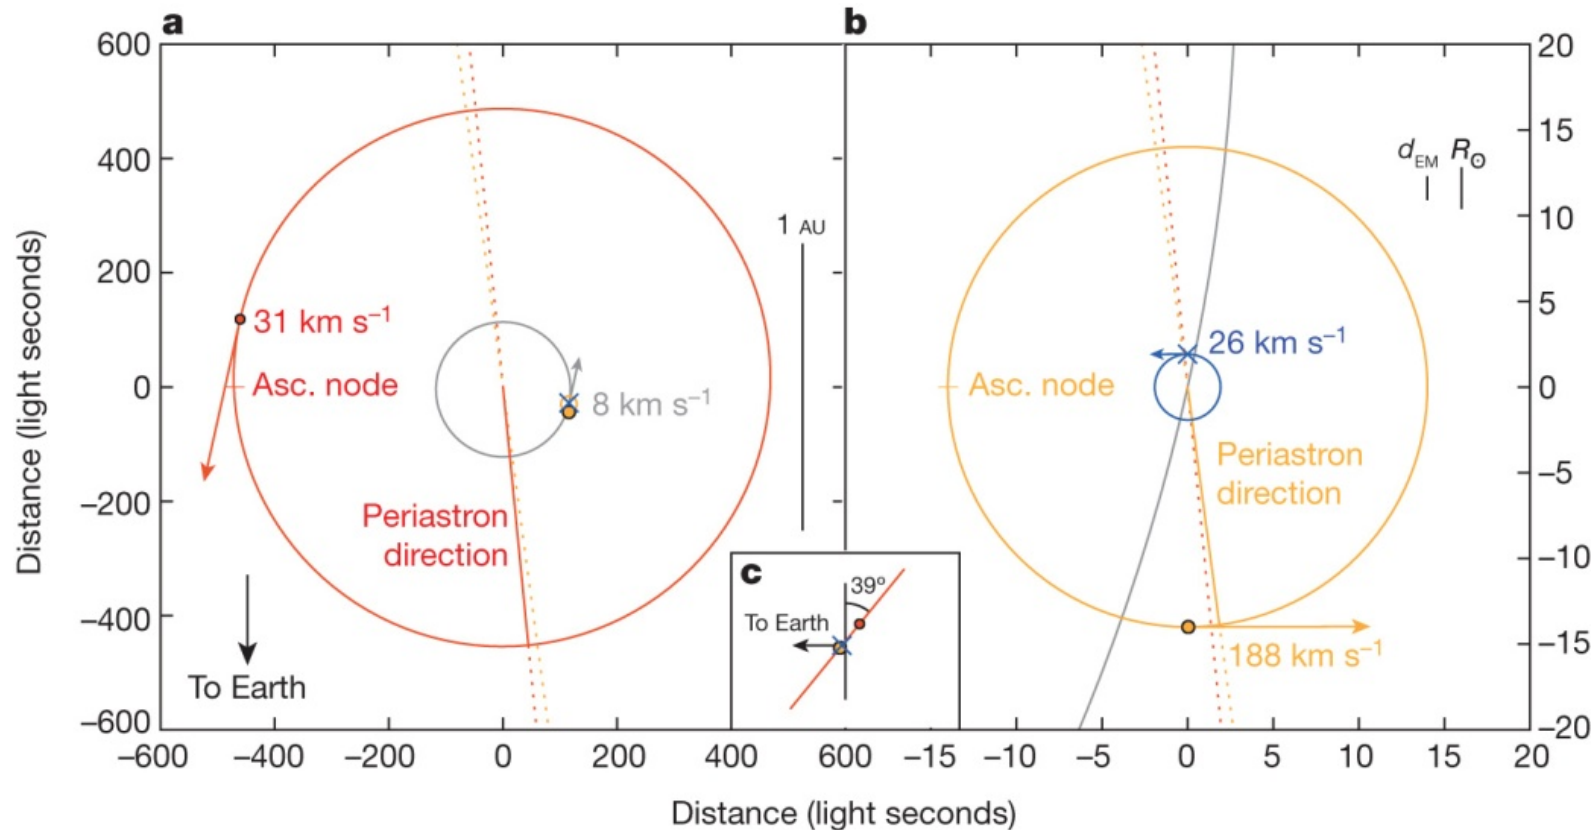 a
b
Distance (light seconds)
600
400
200
0
−200
−400
−600
−600
−400
−200
0
200
400
600
31 km s⁻¹
Asc. node
8 km s⁻¹
1 AU
Periastron
direction
To Earth
c
39º
To Earth
20
15
10
5
0
−5
−10
−15
−20
−15
−10
−5
0
5
10
15
20
dEM R⊙
26 km s⁻¹
Asc. node
Periastron
direction
188 km s⁻¹
Distance (light seconds)